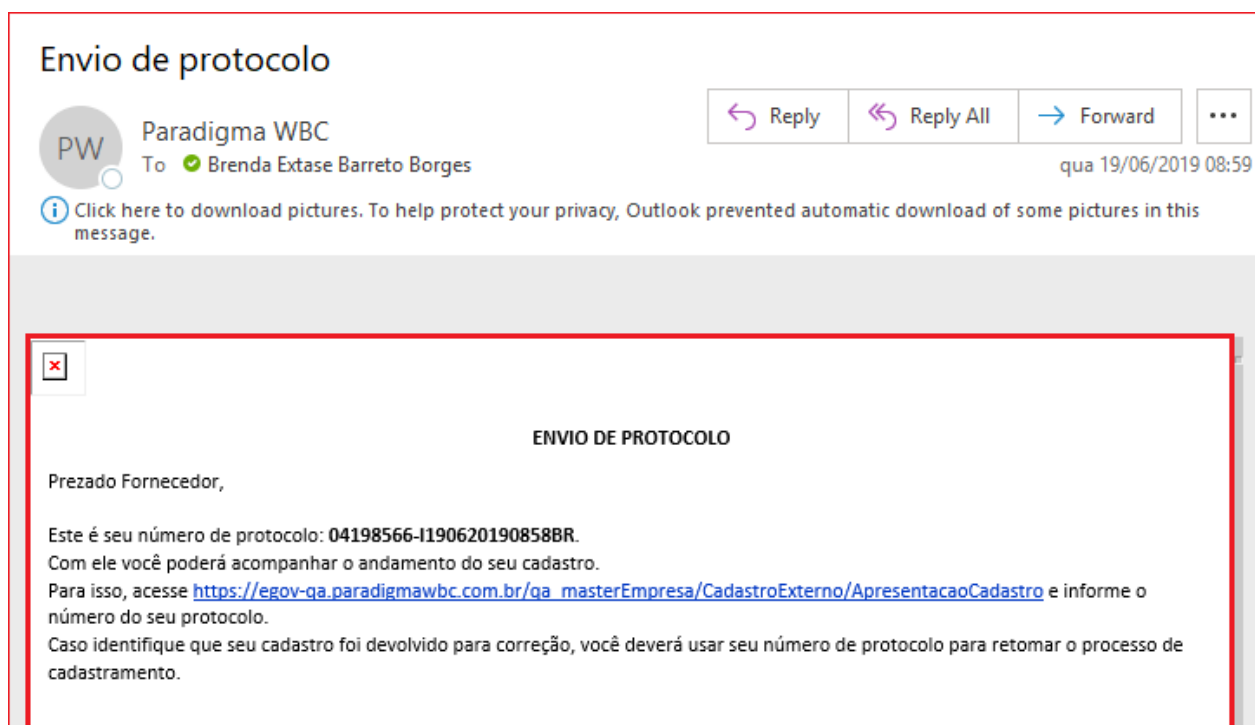 Envio de protocolo
PW
Paradigma WBC
To Brenda Extase Barreto Borges
Reply
Reply All
Forward
qua 19/06/2019 08:59
Click here to download pictures. To help protect your privacy, Outlook prevented automatic download of some pictures in this
message.
ENVIO DE PROTOCOLO
Prezado Fornecedor,
Este é seu número de protocolo: 04198566-I190620190858BR.
Com ele você poderá acompanhar o andamento do seu cadastro.
Para isso, acesse https://egov-qa.paradigmawbc.com.br/qa_masterEmpresa/CadastroExterno/ApresentacaoCadastro e informe o
número do seu protocolo.
Caso identifique que seu cadastro foi devolvido para correção, você deverá usar seu número de protocolo para retomar o processo de
cadastramento.